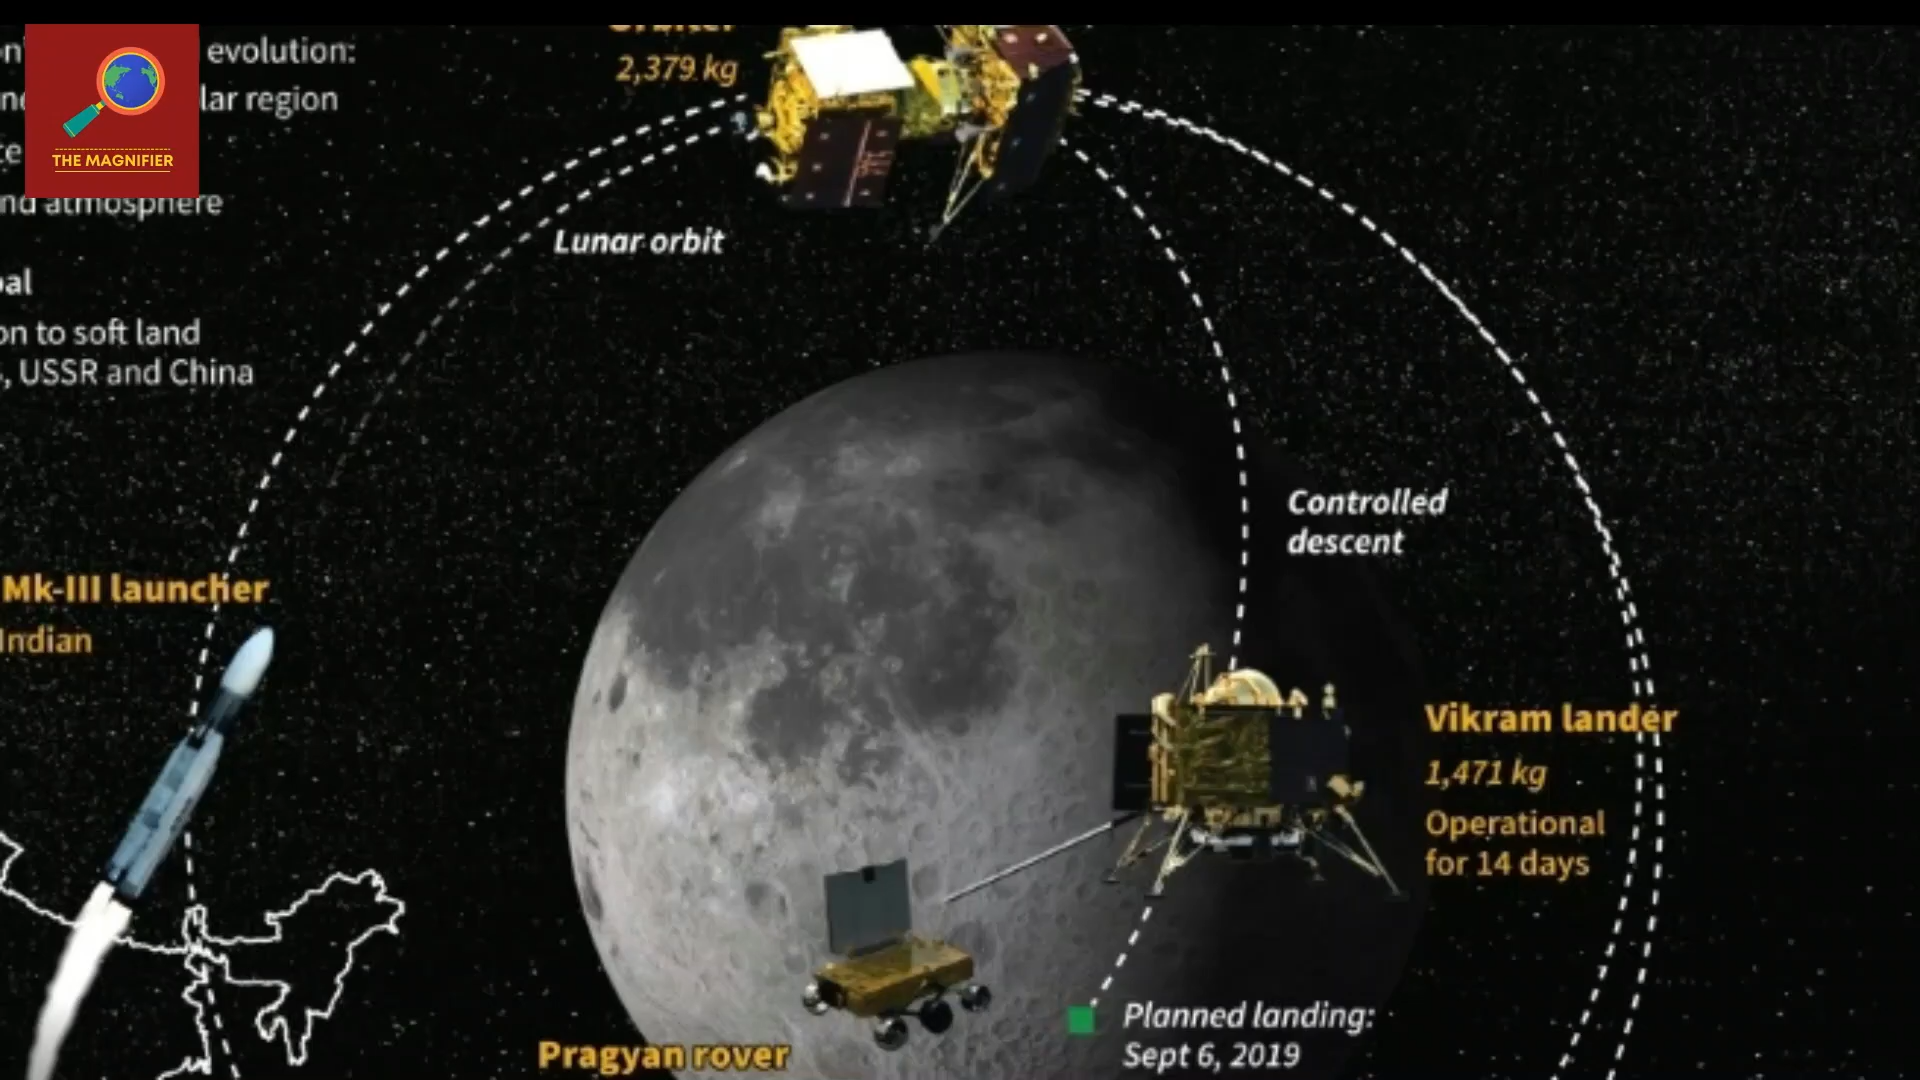 evolution:
lar region
THE MAGNIFIER
nd atmosphere
on to soft land
, USSR and China
Orbiter
2,379 kg
Lunar orbit
Controlled
descent
Mk-III launcher
Indian
Vikram lander
1,471 kg
Operational
for 14 days
Pragyan rover
Planned landing:
Sept 6, 2019